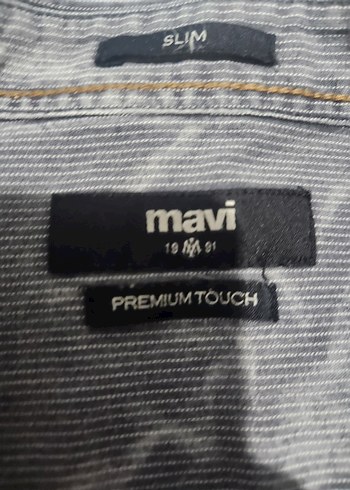 SLIM
mavi
19 M 91
PREMIUM TOUCH